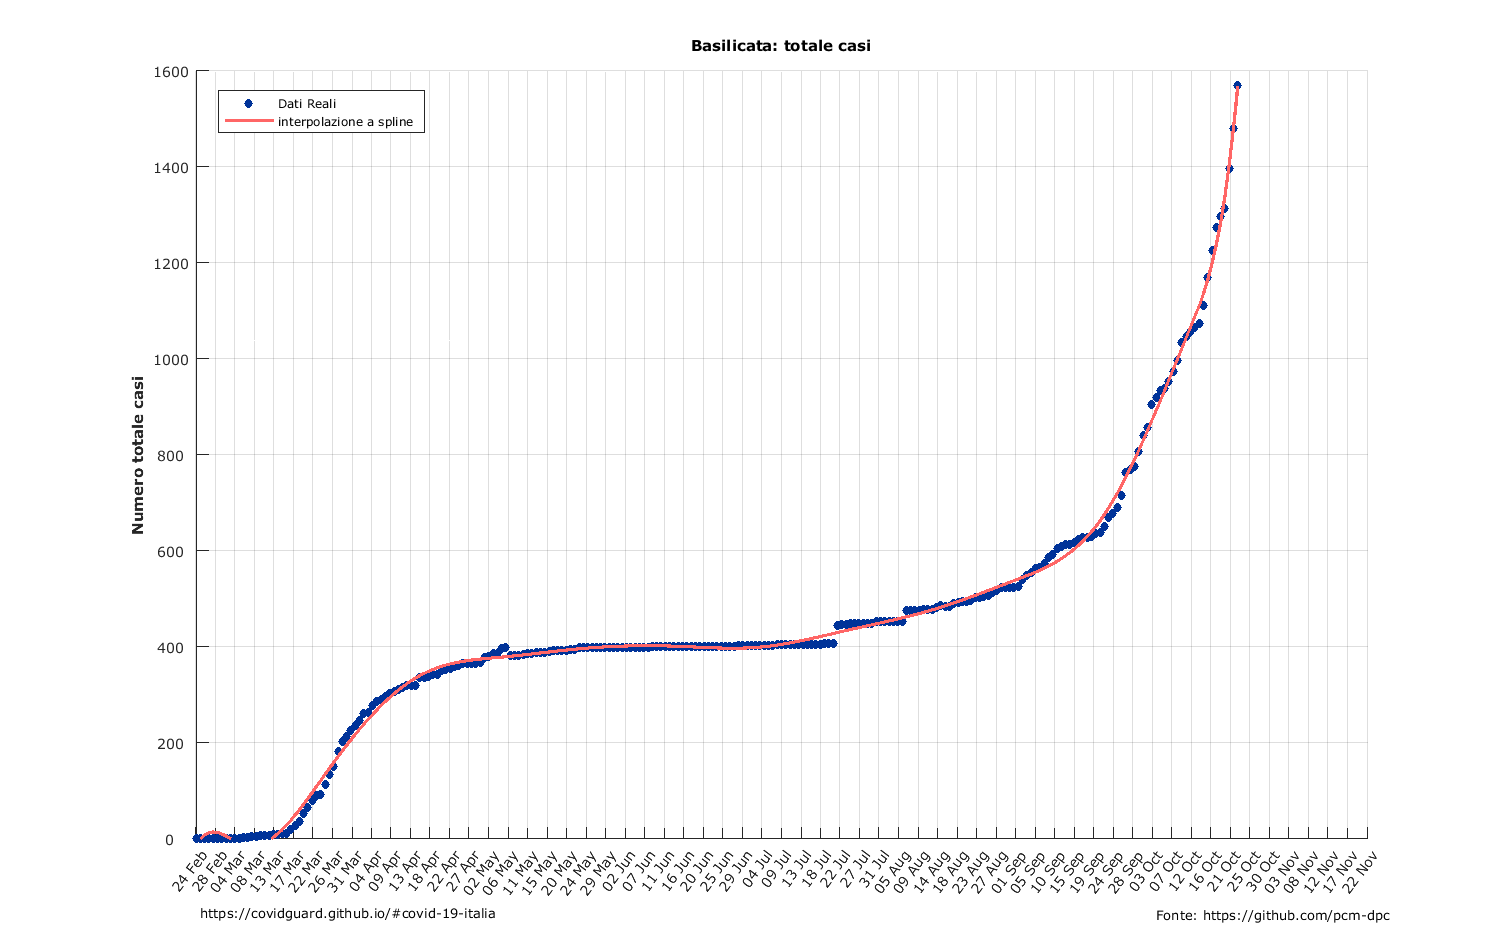 Basilicata: totale casi
1600
1400
1200
1000
800
600
400
200
0
Dati Reali
interpolazione a spline
Numero totale casi
24 Feb
28 Feb
04 Mar
08 Mar
13 Mar
17 Mar
22 Mar
26 Mar
31 Mar
04 Apr
09 Apr
13 Apr
18 Apr
22 Apr
27 Apr
02 May
06 May
11 May
15 May
20 May
24 May
29 May
02 Jun
07 Jun
11 Jun
16 Jun
20 Jun
25 Jun
29 Jun
04 Jul
09 Jul
13 Jul
18 Jul
22 Jul
27 Jul
31 Jul
05 Aug
09 Aug
14 Aug
18 Aug
23 Aug
27 Aug
01 Sep
05 Sep
10 Sep
15 Sep
19 Sep
24 Sep
28 Sep
03 Oct
07 Oct
12 Oct
16 Oct
21 Oct
25 Oct
30 Oct
03 Nov
08 Nov
12 Nov
17 Nov
22 Nov
https://covidguard.github.io/#covid-19-italia
Fonte: https://github.com/pcm-dpc